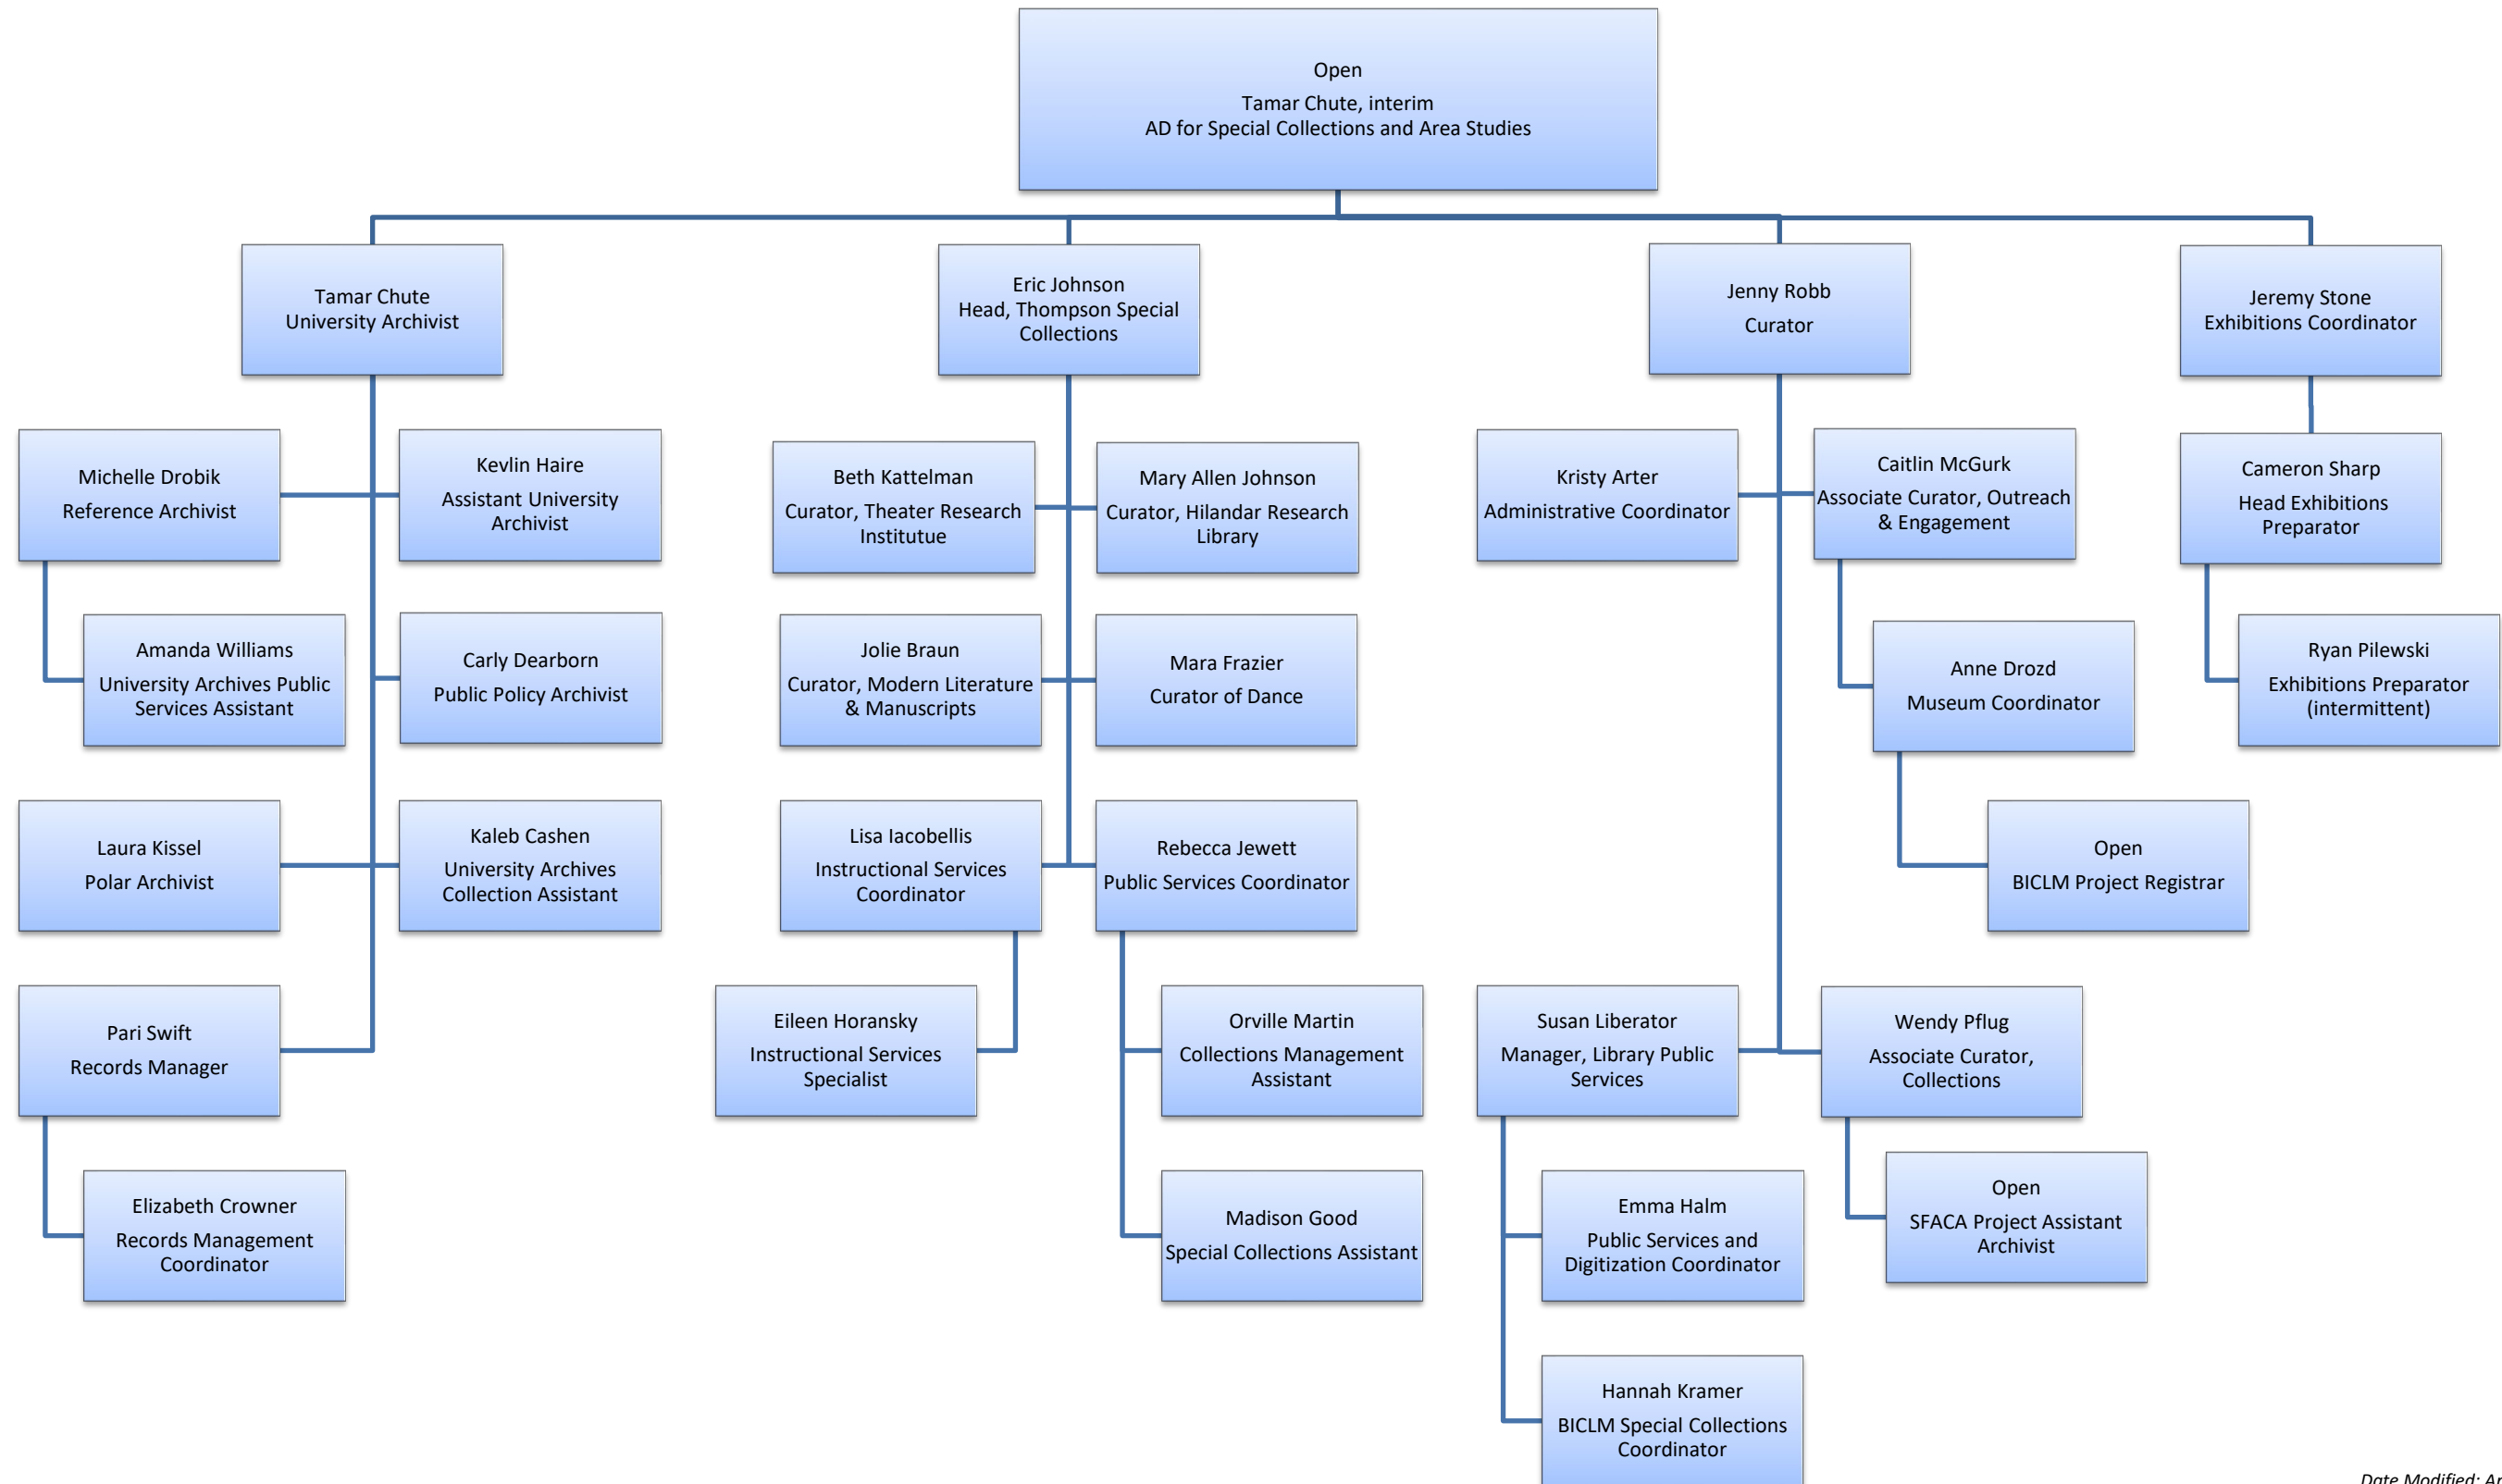 Open
Tamar Chute, interim
AD for Special Collections and Area Studies
Tamar Chute
University Archivist
Eric Johnson
Head, Thompson Special
Collections
Jenny Robb
Curator
Jeremy Stone
Exhibitions Coordinator
Michelle Drobik
Reference Archivist
Kevlin Haire
Assistant University
Archivist
Beth Kattelman
Curator, Theater Research
Institutue
Mary Allen Johnson
Curator, Hilandar Research
Library
Kristy Arter
Administrative Coordinator
Caitlin McGurk
Associate Curator, Outreach
& Engagement
Cameron Sharp
Head Exhibitions
Preparator
Amanda Williams
University Archives Public
Services Assistant
Carly Dearborn
Public Policy Archivist
Jolie Braun
Curator, Modern Literature
& Manuscripts
Mara Frazier
Curator of Dance
Anne Drozd
Museum Coordinator
Ryan Pilewski
Exhibitions Preparator
(intermittent)
Laura Kissel
Polar Archivist
Kaleb Cashen
University Archives
Collection Assistant
Lisa Iacobellis
Instructional Services
Coordinator
Rebecca Jewett
Public Services Coordinator
Open
BICLM Project Registrar
Pari Swift
Records Manager
Eileen Horansky
Instructional Services
Specialist
Orville Martin
Collections Management
Assistant
Susan Liberator
Manager, Library Public
Services
Wendy Pflug
Associate Curator,
Collections
Elizabeth Crowner
Records Management
Coordinator
Madison Good
Special Collections Assistant
Emma Halm
Public Services and
Digitization Coordinator
Open
SFACA Project Assistant
Archivist
Hannah Kramer
BICLM Special Collections
Coordinator
Date Modified: